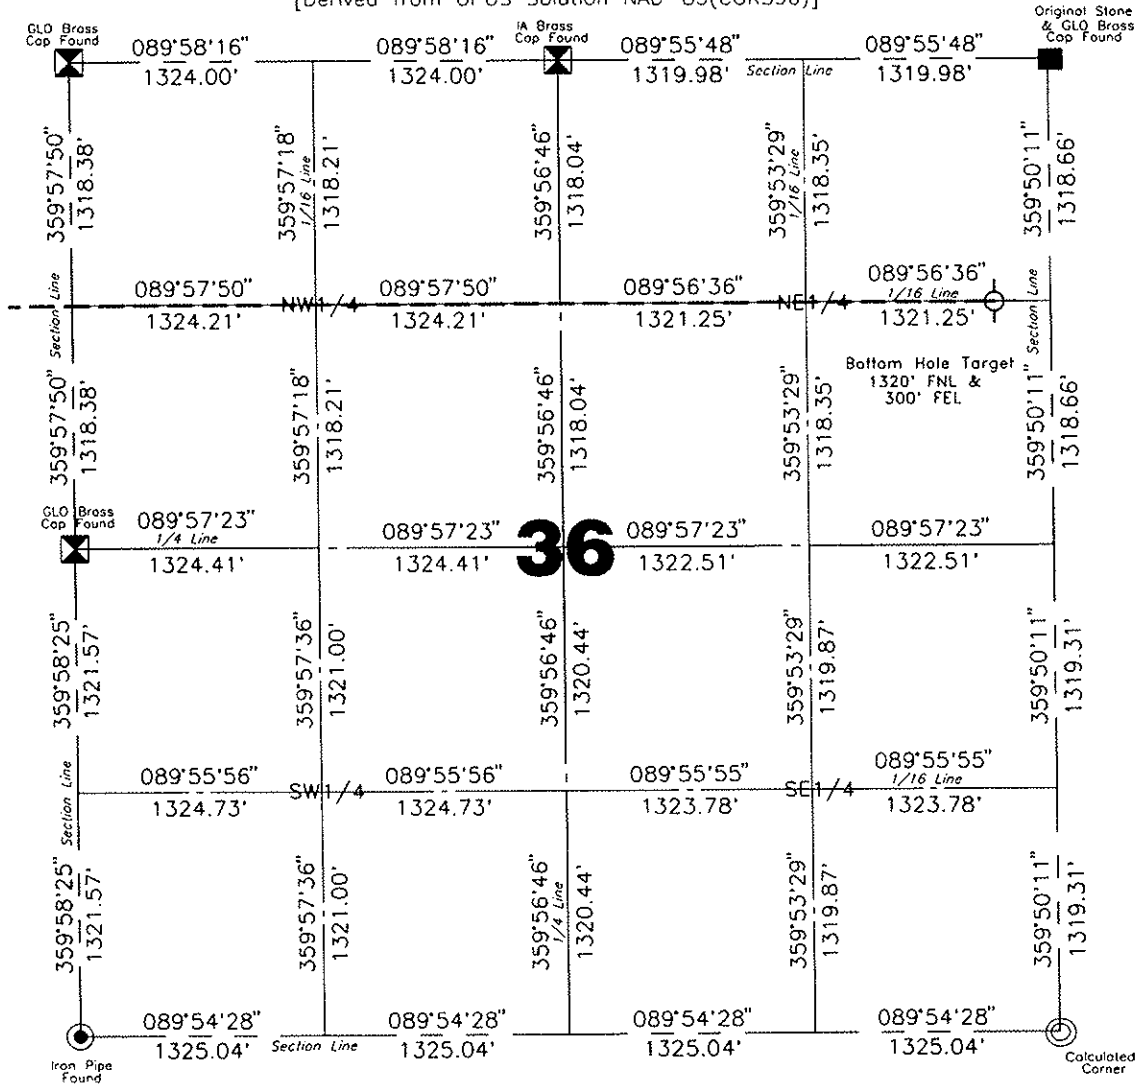 [Derived from OPUS Solution NAD-83(CORS96)]
GLO Brass
Cap Found
IA Brass
Cap Found
Original Stone
& GLO Brass
Cap Found
089°58'16"
1324.00'
089°58'16"
1324.00'
089°55'48"
1319.98'
Section Line
089°55'48"
1319.98'
359°57'50"
1318.38'
359°57'18"
1/16 Line
1318.21'
359°56'46"
1318.04'
359°53'29"
1/16 Line
1318.35'
359°50'11"
1318.66'
Section Line
089°57'50"
1324.21'
NW1/4
089°57'50"
1324.21'
089°56'36"
1321.25'
NE1/4
089°56'36"
1/16 Line
1321.25'
Section Line
Bottom Hole Target
1320' FNL &
300' FEL
359°57'50"
1318.38'
359°57'18"
1318.21'
359°56'46"
1318.04'
359°53'29"
1318.35'
359°50'11"
1318.66'
GLO Brass
Cap Found
089°57'23"
1/4 Line
1324.41'
089°57'23"
1324.41'
36
089°57'23"
1322.51'
089°57'23"
1322.51'
359°58'25"
1321.57'
359°57'36"
1321.00'
359°56'46"
1320.44'
359°53'29"
1319.87'
359°50'11"
1319.31'
Section Line
089°55'56"
1324.73'
SW1/4
089°55'56"
1324.73'
089°55'55"
1323.78'
SE1/4
089°55'55"
1/16 Line
1323.78'
359°58'25"
1321.57'
359°57'36"
1321.00'
359°56'46"
1/4 Line
1320.44'
359°53'29"
1319.87'
359°50'11"
1319.31'
089°54'28"
1325.04'
Section Line
089°54'28"
1325.04'
089°54'28"
1325.04'
089°54'28"
1325.04'
Iron Pipe
Found
Calculated
Corner